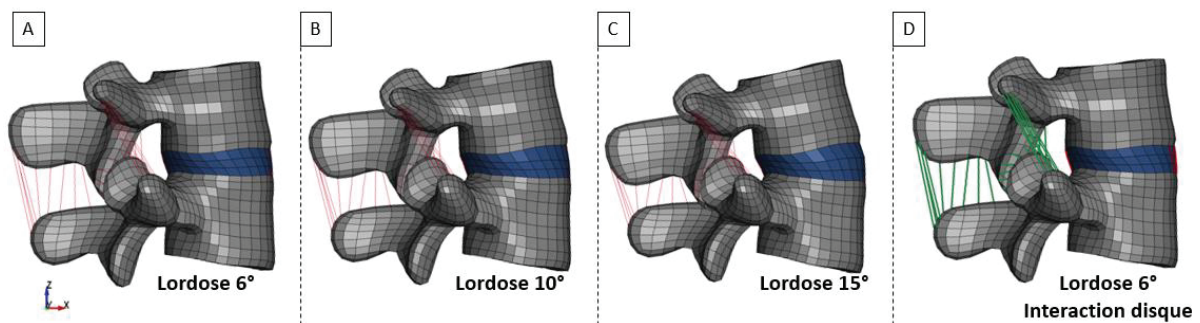 A
B
C
D
Z
Y X
Lordose 6°
Lordose 10°
Lordose 15°
Lordose 6°
Interaction disque